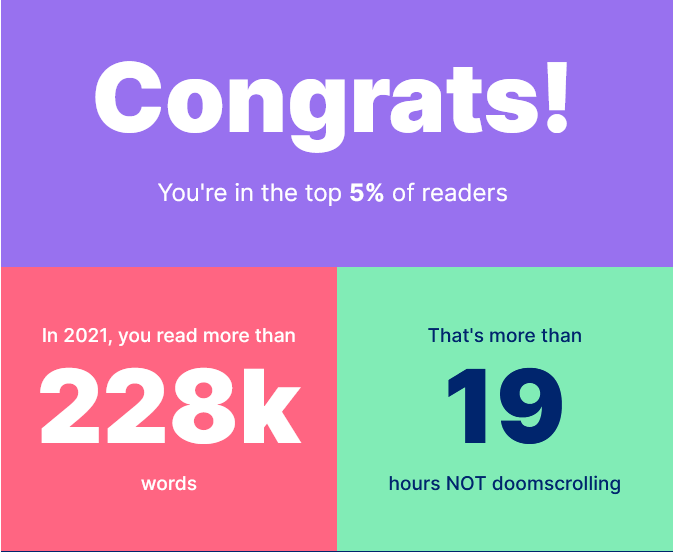 Congrats!
You're in the top 5% of readers
In 2021, you read more than
228k
words
That's more than
19
hours NOT doomscrolling